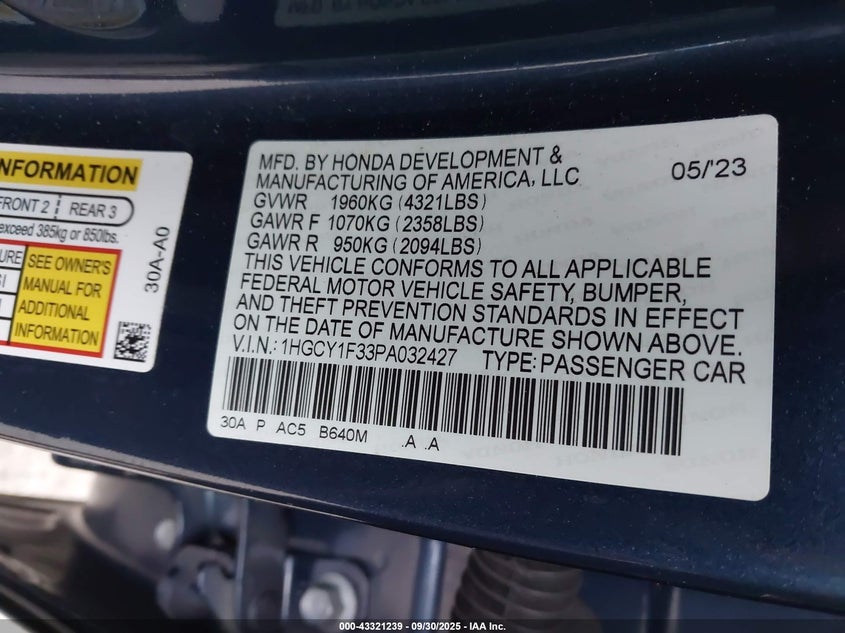 NFORMATION
FRONT 2 | REAR 3
exceed 385kg or 850lbs.
SEE OWNER'S
MANUAL FOR
ADDITIONAL
INFORMATION
30A-A0
MFD. BY HONDA DEVELOPMENT &
MANUFACTURING OF AMERICA, LLC 05/'23
GVWR 1960KG (4321LBS)
GAWR F 1070KG (2358LBS)
GAWR R 950KG (2094LBS)
THIS VEHICLE CONFORMS TO ALL APPLICABLE
FEDERAL MOTOR VEHICLE SAFETY, BUMPER,
AND THEFT PREVENTION STANDARDS IN EFFECT
ON THE DATE OF MANUFACTURE SHOWN ABOVE.
V.I.N.: 1HGCY1F33PA032427 TYPE: PASSENGER CAR
30A P AC5 B640M .A .A
000-43321239 - 09/30/2025 - IAA Inc.